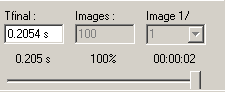 Tfinal : Images : Image 1/
0.2054 s 100 1
0.205 s 100% 00:00:02